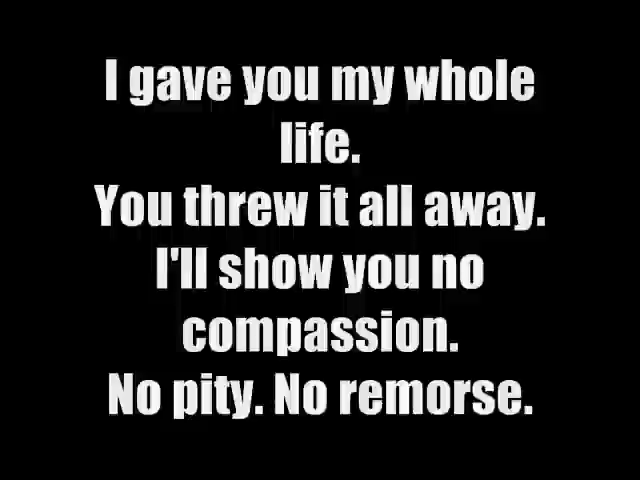 I gave you my whole
life.
You threw it all away.
I'll show you no
compassion.
No pity. No remorse.